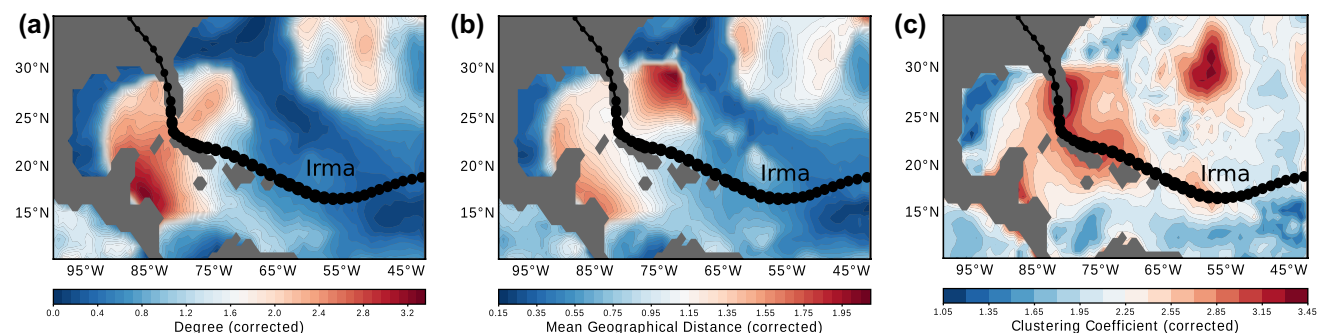 (a)
30°N
25°N
20°N
15°N
Irma
95°W 85°W 75°W 65°W 55°W 45°W
0.0 0.4 0.8 1.2 1.6 2.0 2.4 2.8 3.2
Degree (corrected)
(b)
30°N
25°N
20°N
15°N
Irma
95°W 85°W 75°W 65°W 55°W 45°W
0.15 0.35 0.55 0.75 0.95 1.15 1.35 1.55 1.75 1.95
Mean Geographical Distance (corrected)
(c)
30°N
25°N
20°N
15°N
Irma
95°W 85°W 75°W 65°W 55°W 45°W
1.05 1.35 1.65 1.95 2.25 2.55 2.85 3.15 3.45
Clustering Coefficient (corrected)